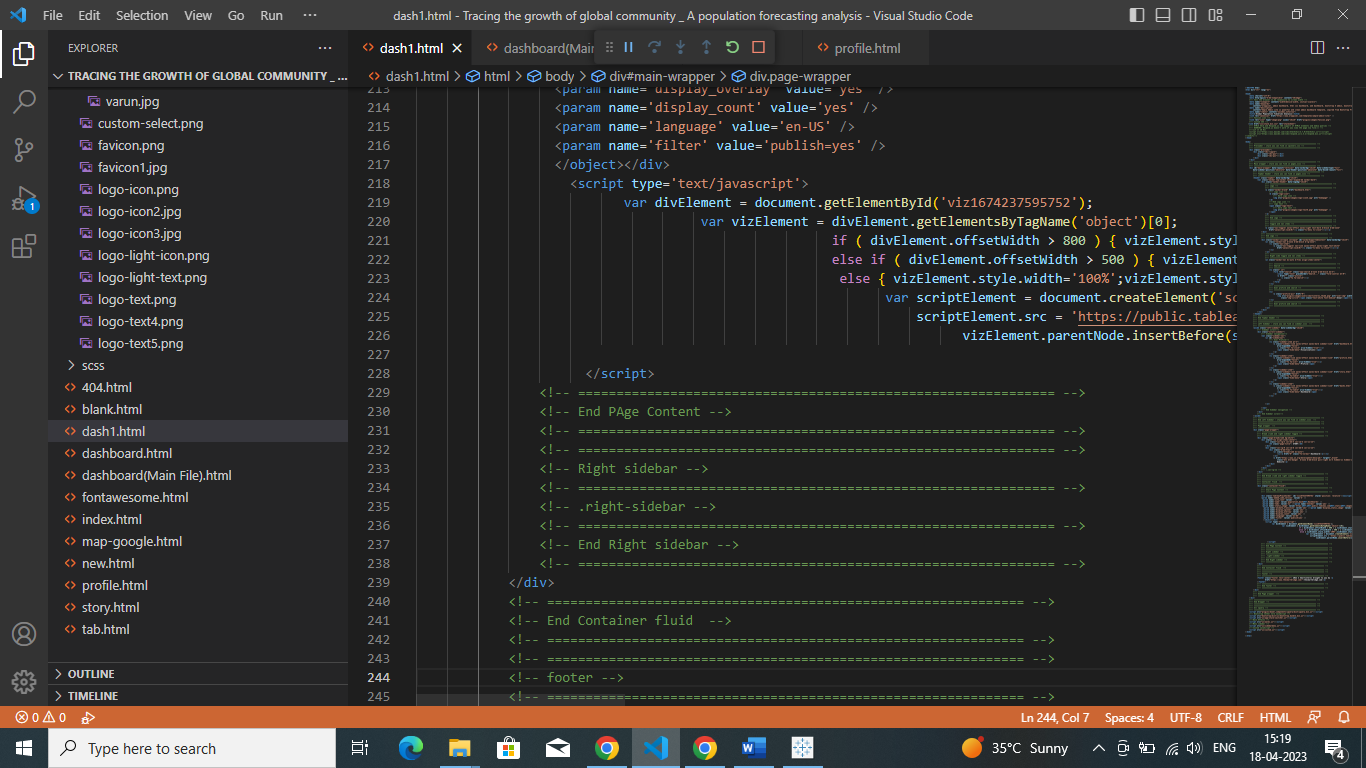 File Edit Selection View Go Run ··· dash1.html - Tracing the growth of global community _ A population forecasting analysis - Visual Studio Code
EXPLORER ···
TRACING THE GROWTH OF GLOBAL COMMUNITY _ ...
varun.jpg
custom-select.png
favicon.png
favicon1.jpg
logo-icon.png
logo-icon2.jpg
logo-icon3.jpg
logo-light-icon.png
logo-light-text.png
logo-text.png
logo-text4.png
logo-text5.png
scss
404.html
blank.html
dash1.html
dashboard.html
dashboard(Main File).html
fontawesome.html
index.html
map-google.html
new.html
profile.html
story.html
tab.html
OUTLINE
TIMELINE
dash1.html dashboard(Main profile.html ···
dash1.html > html > body > div#main-wrapper > div.page-wrapper
213 <param name='display_overlay' value='yes' />
214 <param name='display_count' value='yes' />
215 <param name='language' value='en-US' />
216 <param name='filter' value='publish=yes' />
217 </object></div>
218 <script type='text/javascript'>
219 var divElement = document.getElementById('viz1674237595752');
220 var vizElement = divElement.getElementsByTagName('object')[0];
221 if ( divElement.offsetWidth > 800 ) { vizElement.styl
222 else if ( divElement.offsetWidth > 500 ) { vizElement
223 else { vizElement.style.width='100%';vizElement.styl
224 var scriptElement = document.createElement('sc
225 scriptElement.src = 'https://public.tablea
226 vizElement.parentNode.insertBefore(s
227
228 </script>
229 <!-- ============================================================== -->
230 <!-- End PAge Content -->
231 <!-- ============================================================== -->
232 <!-- ============================================================== -->
233 <!-- Right sidebar -->
234 <!-- ============================================================== -->
235 <!-- .right-sidebar -->
236 <!-- ============================================================== -->
237 <!-- End Right sidebar -->
238 <!-- ============================================================== -->
239 </div>
240 <!-- ============================================================== -->
241 <!-- End Container fluid  -->
242 <!-- ============================================================== -->
243 <!-- ============================================================== -->
244 <!-- footer -->
245 <!-- ============================================================== -->
1
0 0 Ln 244, Col 7 Spaces: 4 UTF-8 CRLF HTML
Type here to search 35°C Sunny ENG 15:19
18-04-2023 4